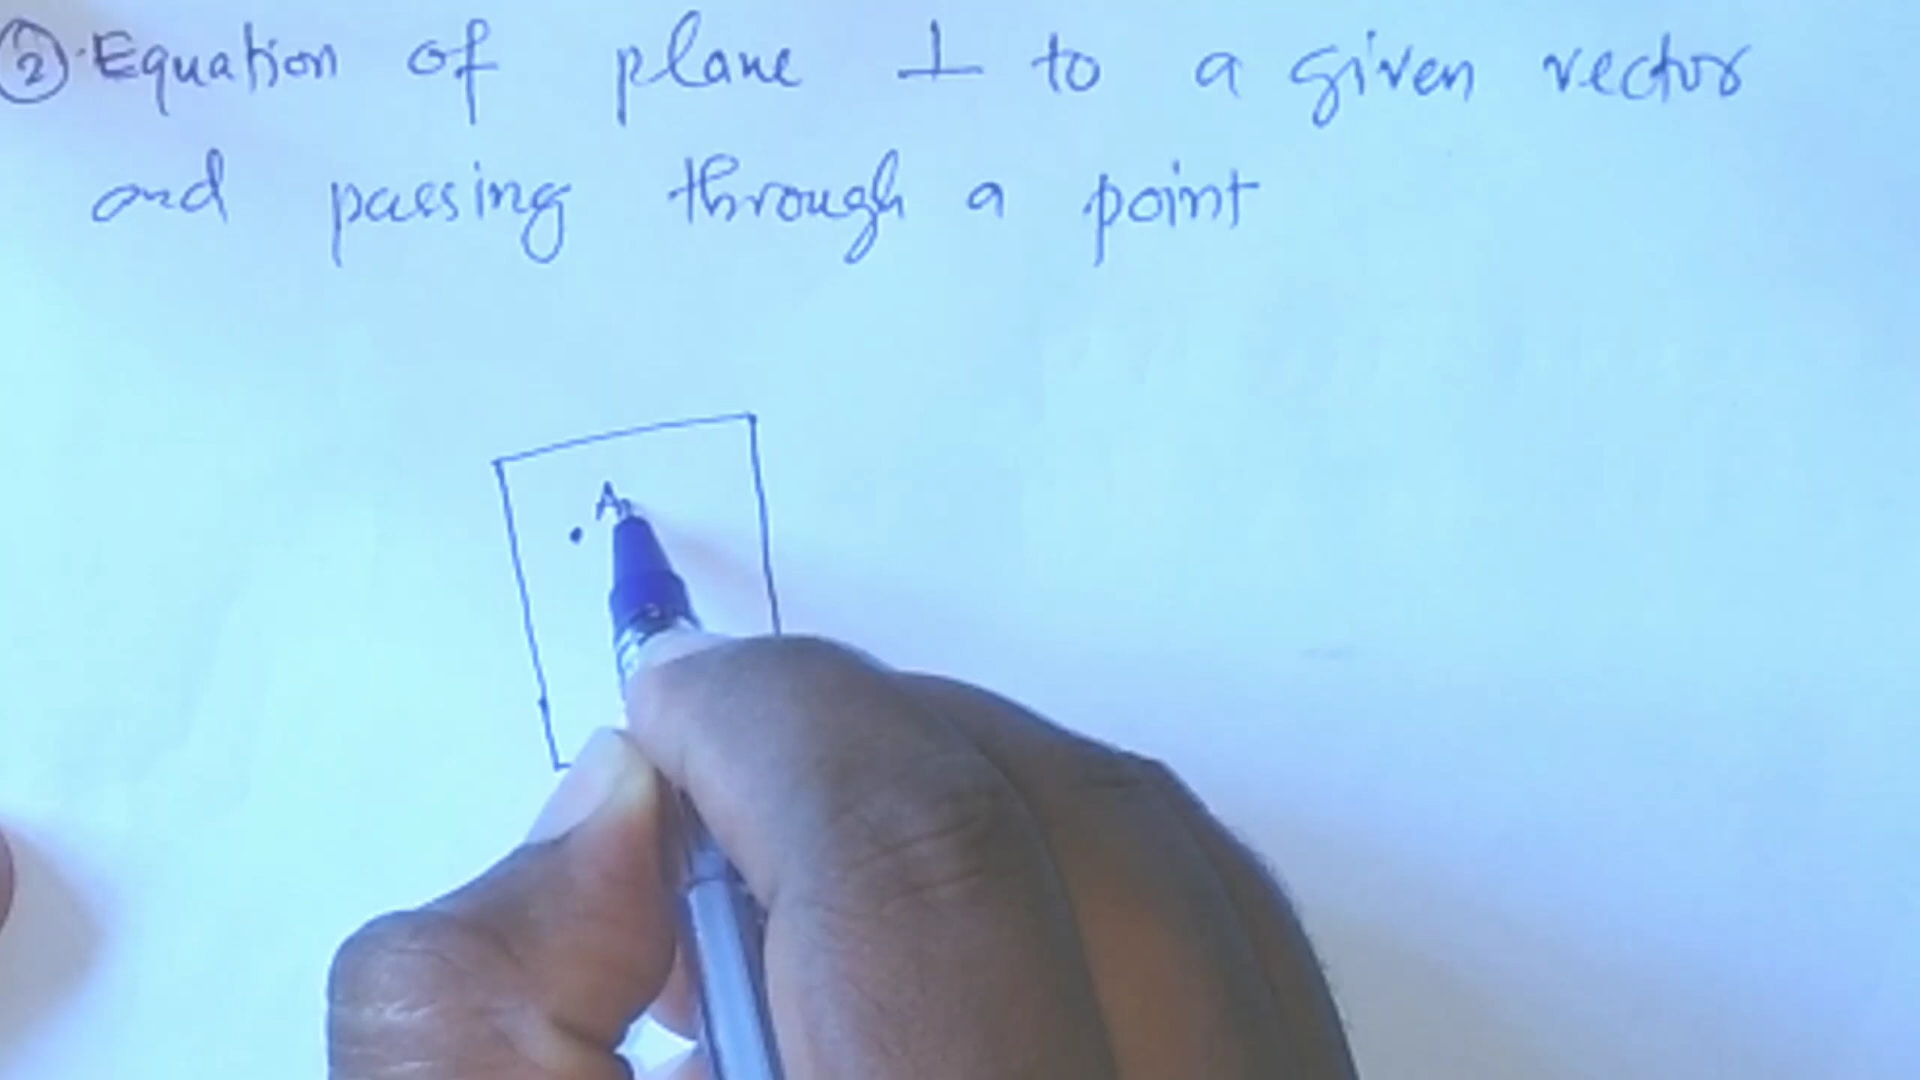 ② Equation of plane ⊥ to a given vector
and passing through a point
A